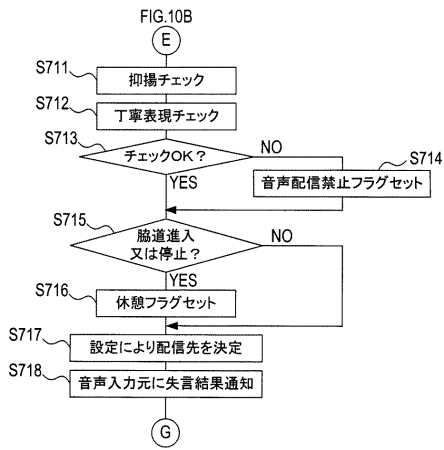 FIG.10B
E
S711
抑揚チェック
S712
丁寧表現チェック
S713
チェックOK？
NO
S714
音声配信禁止フラグセット
YES
S715
脇道進入
又は停止？
NO
YES
S716
休憩フラグセット
S717
設定により配信先を決定
S718
音声入力元に失言結果通知
G